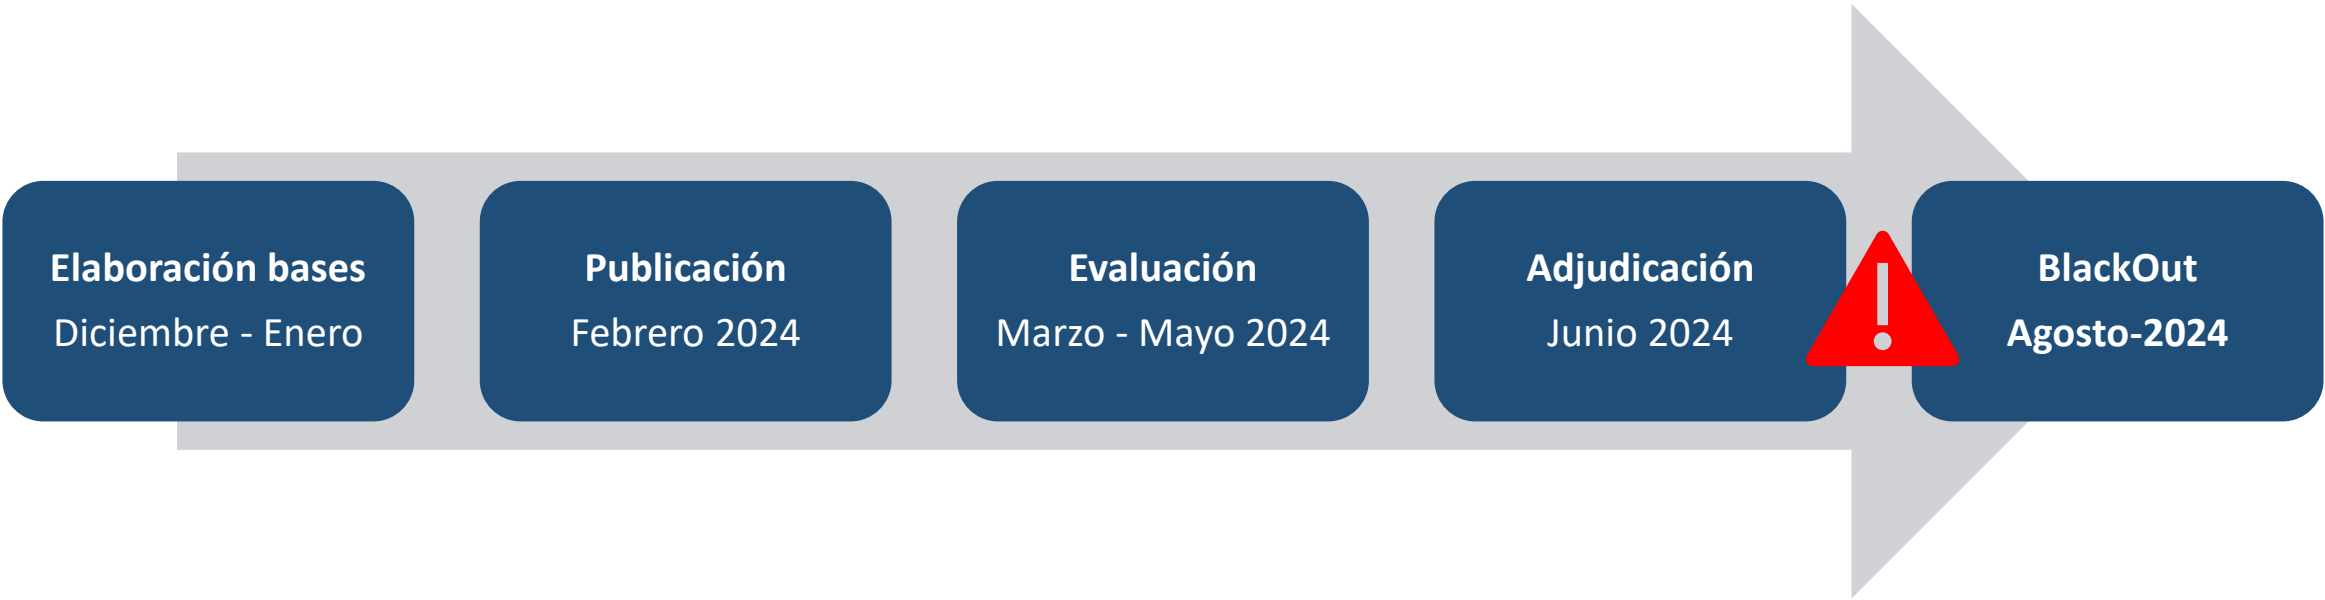 Elaboración bases
Diciembre - Enero
Publicación
Febrero 2024
Evaluación
Marzo - Mayo 2024
Adjudicación
Junio 2024
!
BlackOut
Agosto-2024